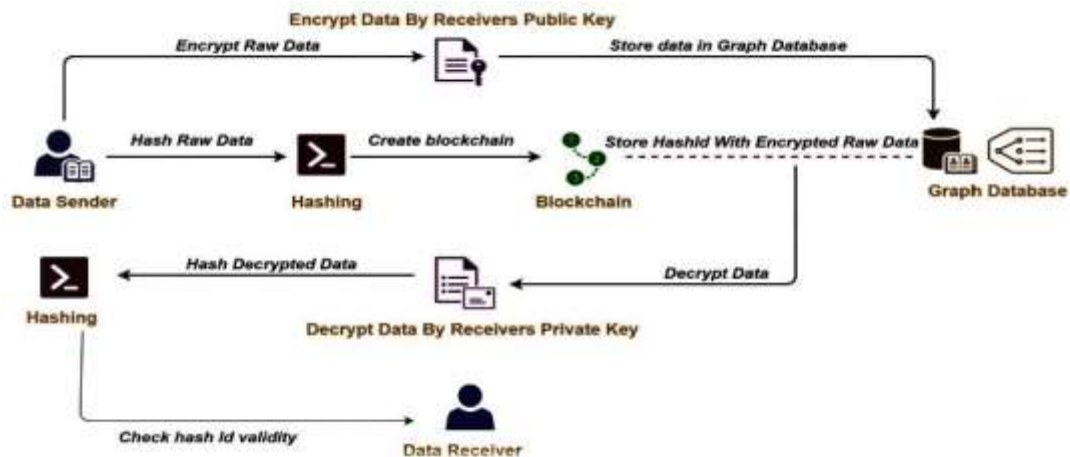 Encrypt Data By Receivers Public Key
Encrypt Raw Data
Store data in Graph Database
Hash Raw Data
Create blockchain
Store HashId With Encrypted Raw Data
Data Sender
Hashing
Blockchain
Graph Database
Hash Decrypted Data
Decrypt Data
Hashing
Decrypt Data By Receivers Private Key
Check hash Id validity
Data Receiver